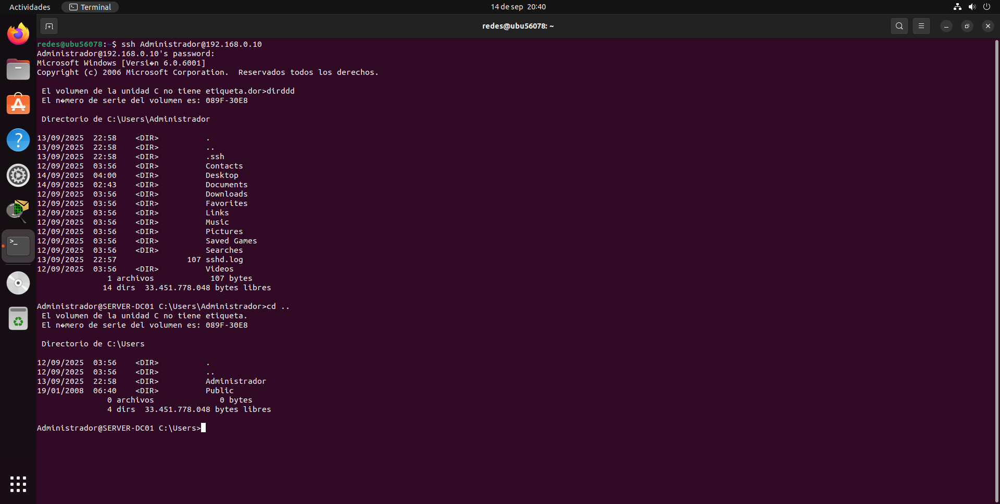 Actividades
Terminal
14 de sep 20:40
redes@ubu56078: ~
redes@ubu56078:~$ ssh Administrador@192.168.0.10
Administrador@192.168.0.10's password:
Microsoft Windows [Versi�n 6.0.6001]
Copyright (c) 2006 Microsoft Corporation.  Reservados todos los derechos.
 El volumen de la unidad C no tiene etiqueta.dor>dirddd
 El n�mero de serie del volumen es: 089F-30E8
 Directorio de C:\Users\Administrador
13/09/2025  22:58    <DIR>          .
13/09/2025  22:58    <DIR>          ..
13/09/2025  22:58    <DIR>          .ssh
12/09/2025  03:56    <DIR>          Contacts
14/09/2025  04:00    <DIR>          Desktop
14/09/2025  02:43    <DIR>          Documents
12/09/2025  03:56    <DIR>          Downloads
12/09/2025  03:56    <DIR>          Favorites
12/09/2025  03:56    <DIR>          Links
12/09/2025  03:56    <DIR>          Music
12/09/2025  03:56    <DIR>          Pictures
12/09/2025  03:56    <DIR>          Saved Games
12/09/2025  03:56    <DIR>          Searches
13/09/2025  22:57               107 sshd.log
12/09/2025  03:56    <DIR>          Videos
               1 archivos            107 bytes
              14 dirs  33.451.778.048 bytes libres
Administrador@SERVER-DC01 C:\Users\Administrador>cd ..
 El volumen de la unidad C no tiene etiqueta.
 El n�mero de serie del volumen es: 089F-30E8
 Directorio de C:\Users
12/09/2025  03:56    <DIR>          .
12/09/2025  03:56    <DIR>          ..
13/09/2025  22:58    <DIR>          Administrador
19/01/2008  06:40    <DIR>          Public
               0 archivos              0 bytes
               4 dirs  33.451.778.048 bytes libres
Administrador@SERVER-DC01 C:\Users>